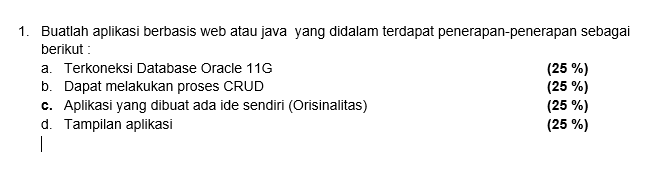 1. Buatlah aplikasi berbasis web atau java yang didalam terdapat penerapan-penerapan sebagai
berikut :
a. Terkoneksi Database Oracle 11G (25 %)
b. Dapat melakukan proses CRUD (25 %)
c. Aplikasi yang dibuat ada ide sendiri (Orisinalitas) (25 %)
d. Tampilan aplikasi (25 %)